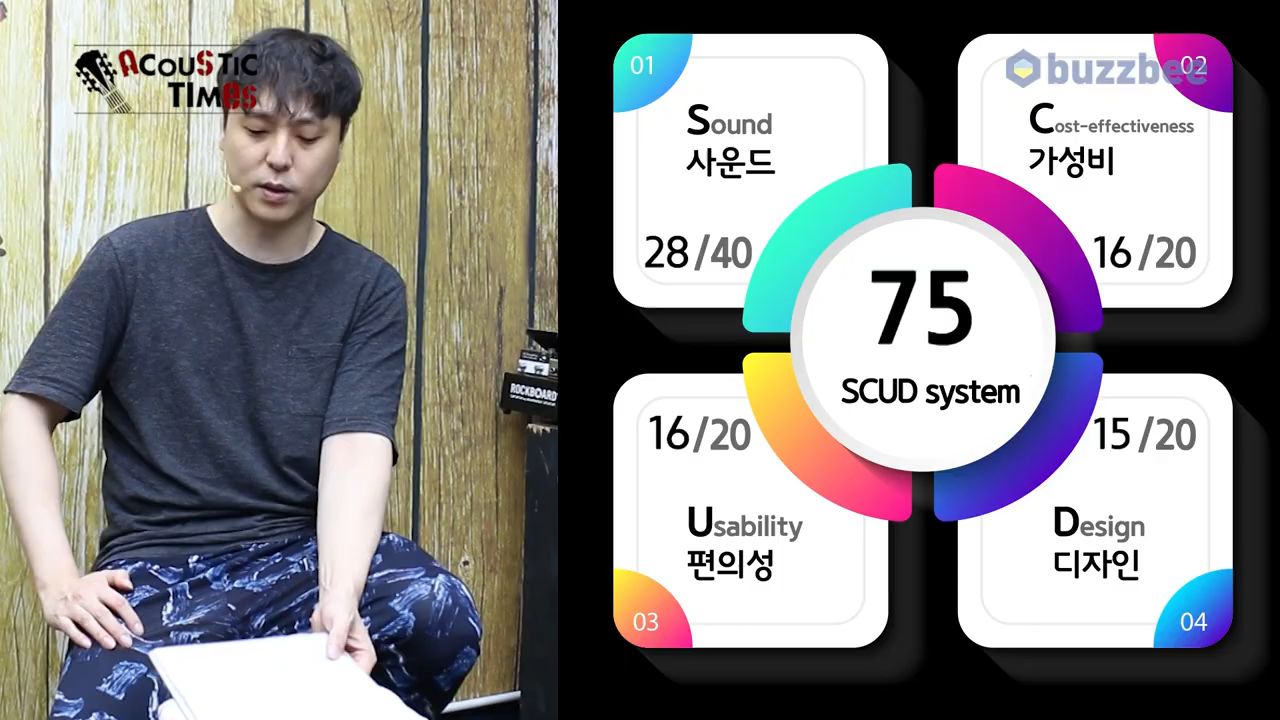 ACOUSTIC
TIMES
ROCKBOARD
buzzbee
01
Sound
사운드
28/40
02
Cost-effectiveness
가성비
16/20
75
SCUD system
16/20
Usability
편의성
03
15/20
Design
디자인
04